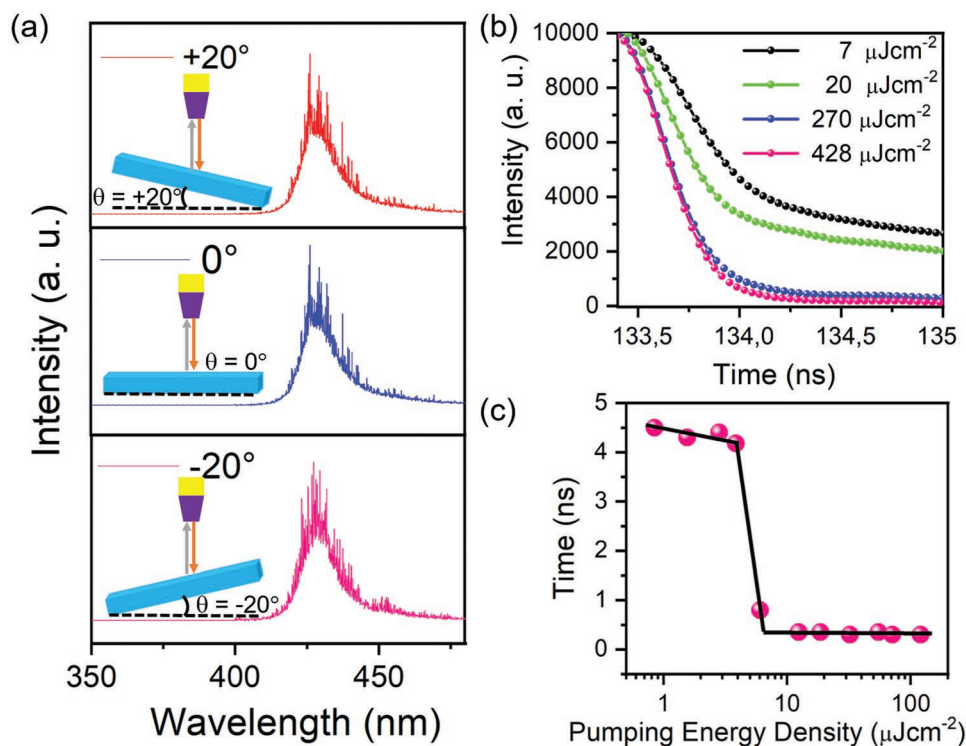 (a)
+20°
θ = +20°
0°
θ = 0°
-20°
θ = -20°
Intensity (a. u.)
350
400
450
Wavelength (nm)
(b)
10000
8000
6000
4000
2000
0
Intensity (a. u.)
7 µJcm⁻²
20 µJcm⁻²
270 µJcm⁻²
428 µJcm⁻²
133,5
134,0
134,5
135
Time (ns)
(c)
5
4
3
2
1
0
Time (ns)
1
10
100
Pumping Energy Density (µJcm⁻²)